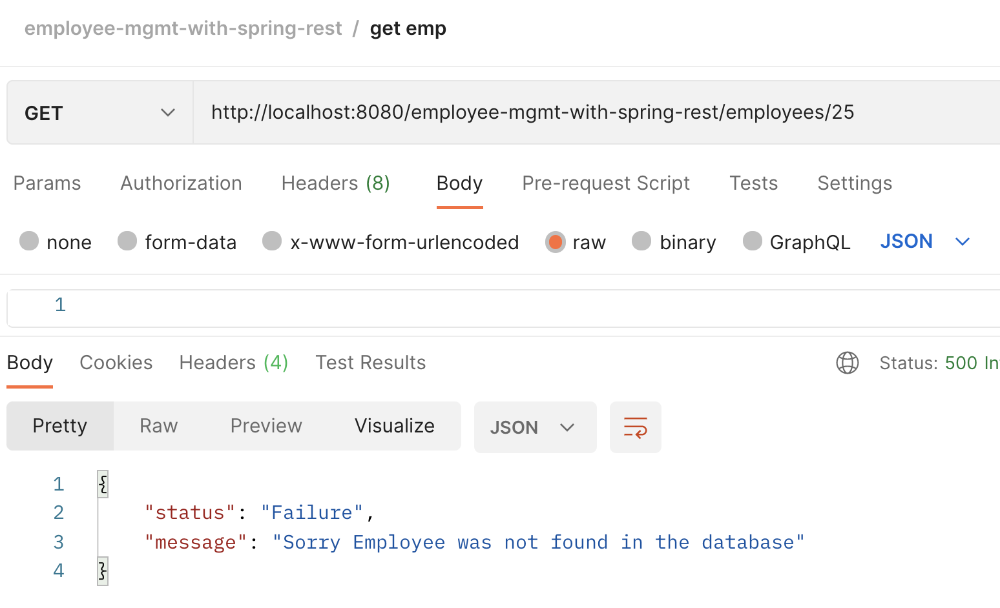 employee-mgmt-with-spring-rest / get emp
GET http://localhost:8080/employee-mgmt-with-spring-rest/employees/25
Params Authorization Headers (8) Body Pre-request Script Tests Settings
none form-data x-www-form-urlencoded raw binary GraphQL JSON
1
Body Cookies Headers (4) Test Results Status: 500
Pretty Raw Preview Visualize JSON
1 {
2 "status": "Failure",
3 "message": "Sorry Employee was not found in the database"
4 }